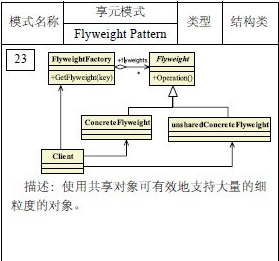 模式名称
享元模式
Flyweight Pattern
类型
结构类
23
FlyweightFactory
+GetFlyweight(key)
+flyweights
*
Flyweight
+Operation()
ConcreteFlyweight
unsharedConcreteFlyweight
Client
描述：使用共享对象可有效地支持大量的细
粒度的对象。